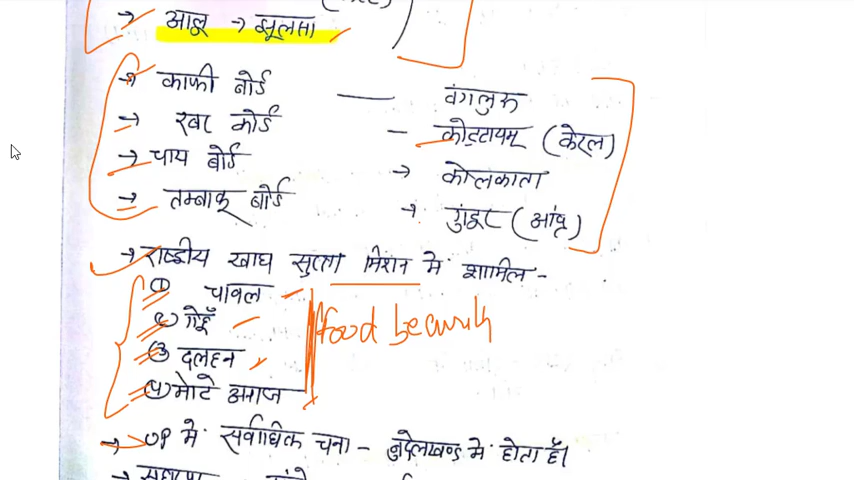 → आलू → झूलसा
→ काफी बोर्ड — वंगलुरु
→ रबर बोर्ड - कोट्टायम् (केरल)
→ चाय बोर्ड → कोलकाता
→ तम्बाकू बोर्ड → गुंटूर (आंध्र)
→ राष्ट्रीय खाद्य सुरक्षा मिशन में शामिल -
① चावल
② गेहूँ food Security
③ दलहन
④ मोटे अनाज
→ UP में सर्वाधिक चना - बुंदेलखण्ड में होता है।